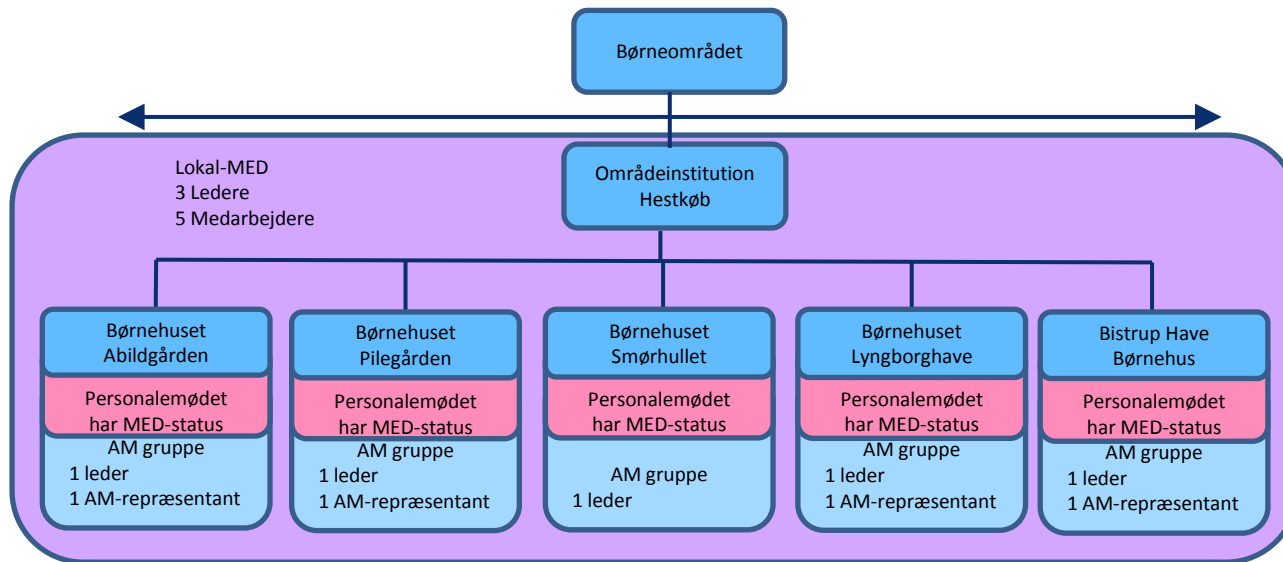 Børneområdet
Lokal-MED
3 Ledere
5 Medarbejdere
Områdeinstitution
Hestkøb
Børnehuset
Abildgården
Personalemødet
har MED-status
AM gruppe
1 leder
1 AM-repræsentant
Børnehuset
Pilegården
Personalemødet
har MED-status
AM gruppe
1 leder
1 AM-repræsentant
Børnehuset
Smørhullet
Personalemødet
har MED-status
AM gruppe
1 leder
Børnehuset
Lyngborghave
Personalemødet
har MED-status
AM gruppe
1 leder
1 AM-repræsentant
Bistrup Have
Børnehus
Personalemødet
har MED-status
AM gruppe
1 leder
1 AM-repræsentant